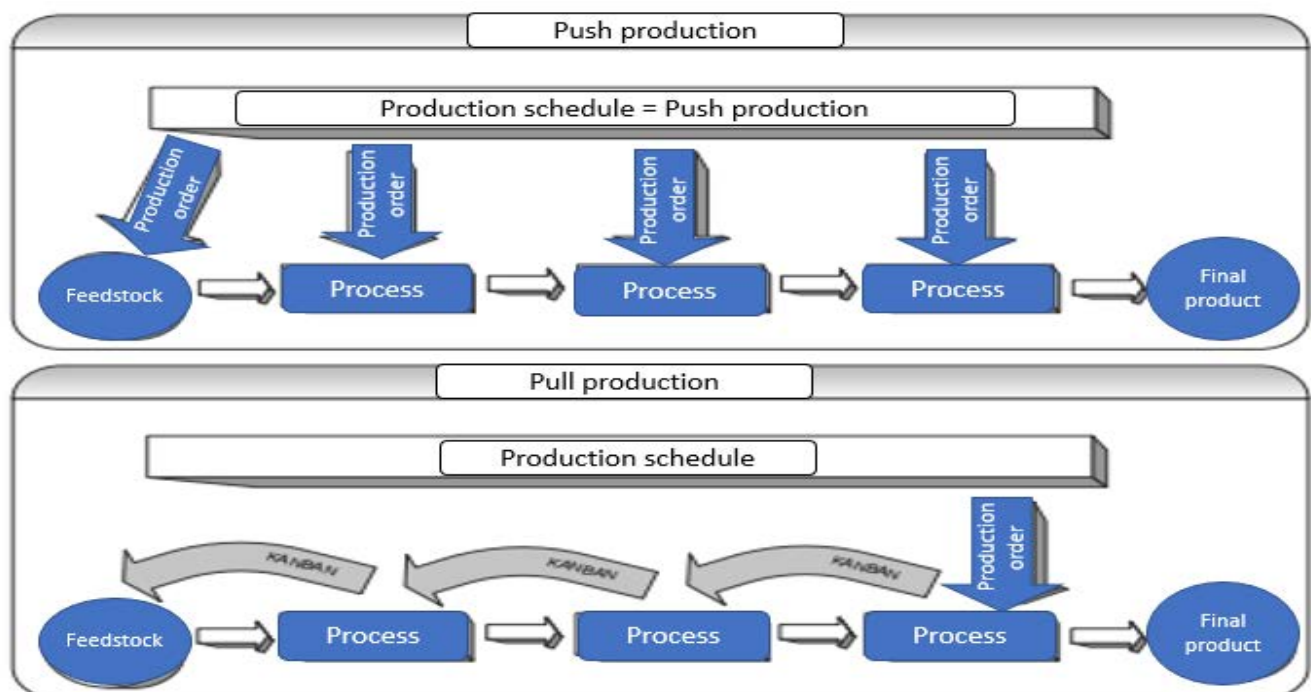 Push production
Production schedule = Push production
Production
order
Production
order
Production
order
Production
order
Feedstock
Process
Process
Process
Final
product
Pull production
Production schedule
Production
order
KANBAN
KANBAN
KANBAN
Feedstock
Process
Process
Process
Final
product